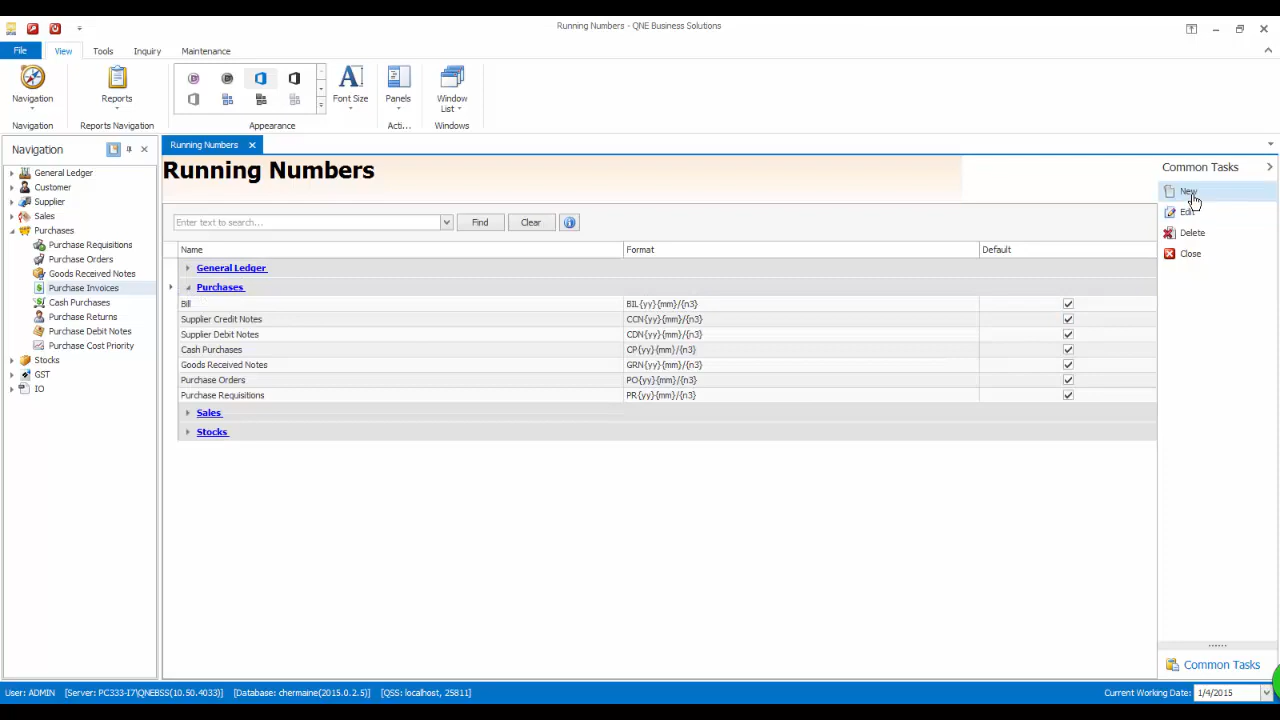 Running Numbers - QNE Business Solutions
File View Tools Inquiry Maintenance
Navigation Reports Font Size Panels Window List
Navigation Reports Navigation Appearance Acti... Windows
Navigation
General Ledger
Customer
Supplier
Sales
Purchases
Purchase Requisitions
Purchase Orders
Goods Received Notes
Purchase Invoices
Cash Purchases
Purchase Returns
Purchase Debit Notes
Purchase Cost Priority
Stocks
GST
IO
Running Numbers
Running Numbers
Enter text to search... Find Clear
Name Format Default
General Ledger
Purchases
Bill BIL{yy}{mm}/{n3}
Supplier Credit Notes CCN{yy}{mm}/{n3}
Supplier Debit Notes CDN{yy}{mm}/{n3}
Cash Purchases CP{yy}{mm}/{n3}
Goods Received Notes GRN{yy}{mm}/{n3}
Purchase Orders PO{yy}{mm}/{n3}
Purchase Requisitions PR{yy}{mm}/{n3}
Sales
Stocks
Common Tasks
New
Edit
Delete
Close
Common Tasks
User: ADMIN [Server: PC333-I7\QNEBSS(10.50.4033)] [Database: chermaine(2015.0.2.5)] [QSS: localhost, 25811] Current Working Date: 1/4/2015